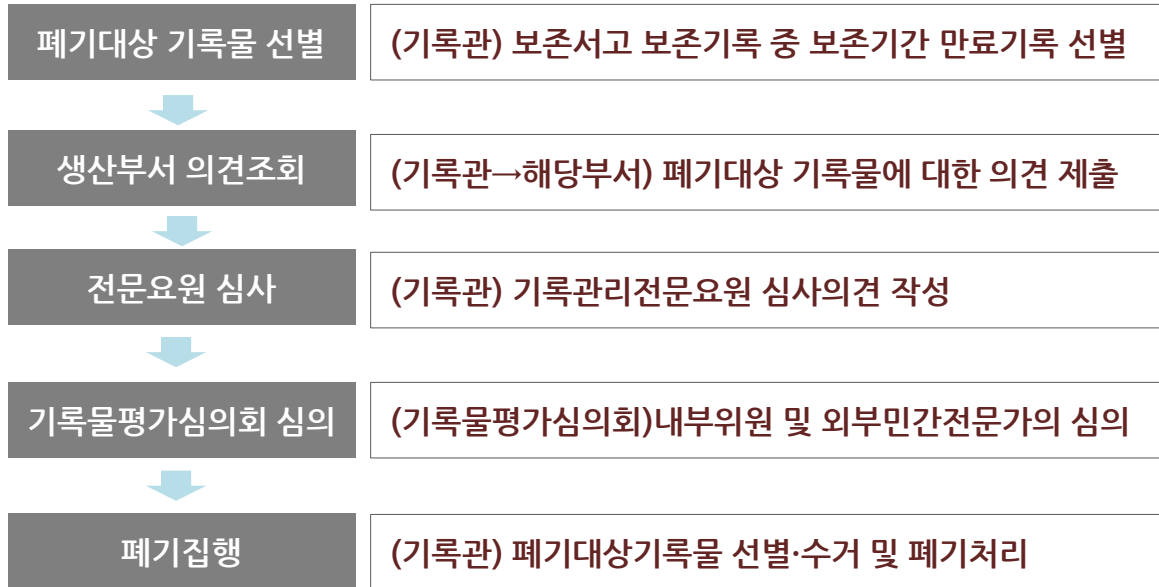 폐기대상 기록물 선별
(기록관) 보존서고 보존기록 중 보존기간 만료기록 선별
생산부서 의견조회
(기록관→해당부서) 폐기대상 기록물에 대한 의견 제출
전문요원 심사
(기록관) 기록관리전문요원 심사의견 작성
기록물평가심의회 심의
(기록물평가심의회)내부위원 및 외부민간전문가의 심의
폐기집행
(기록관) 폐기대상기록물 선별·수거 및 폐기처리